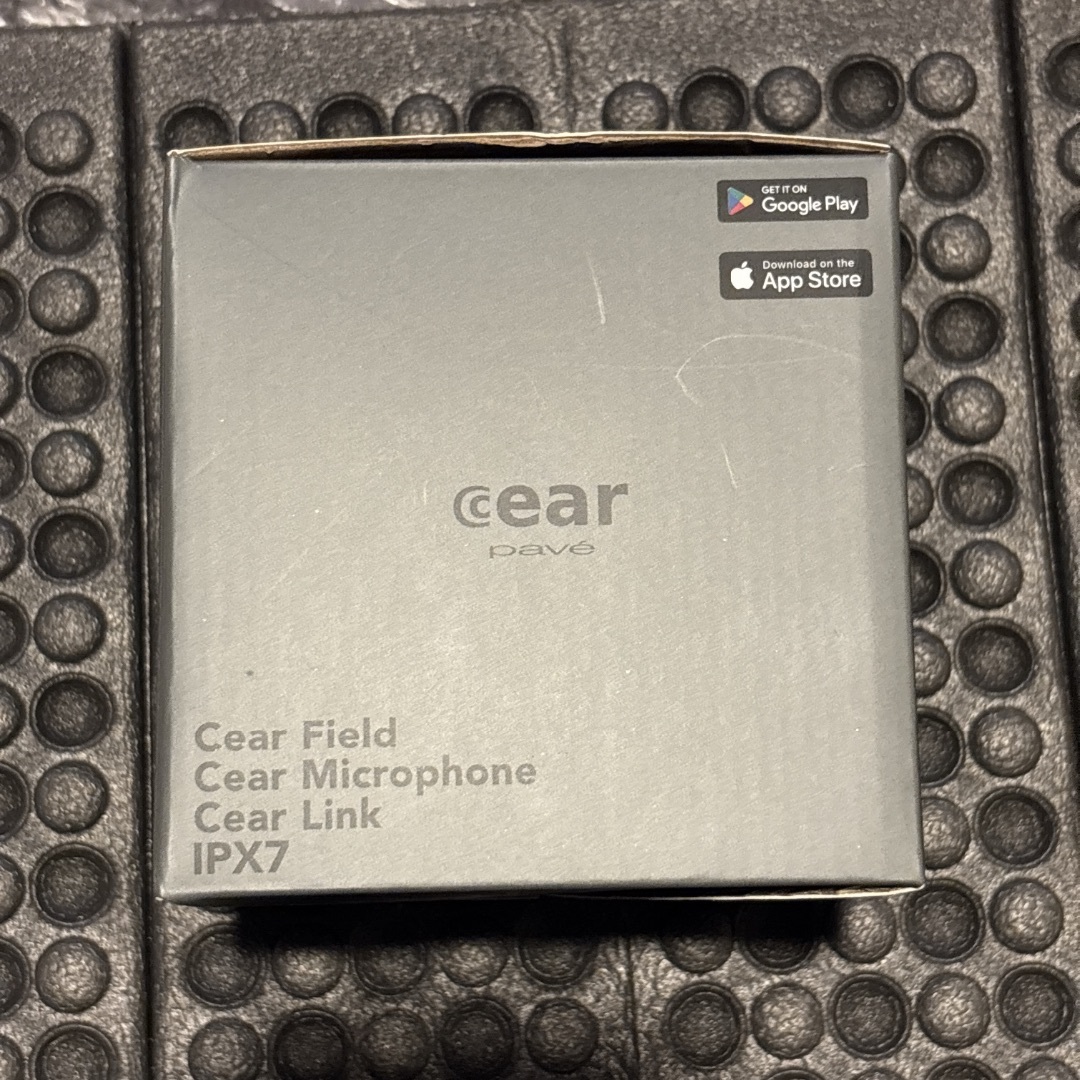 GET IT ON
Google Play
Download on the
App Store
cear
pavé
Cear Field
Cear Microphone
Cear Link
IPX7